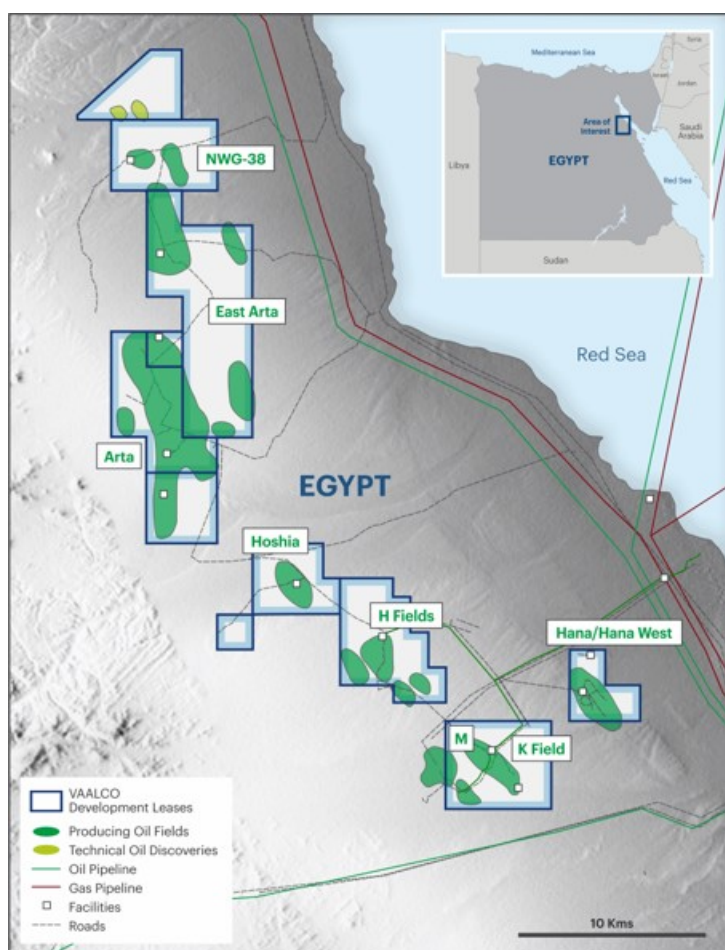 Mediterranean Sea
Syria
Israel
Jordan
Area of
Interest
Saudi
Arabia
Libya
EGYPT
Red Sea
Sudan
NWG-38
East Arta
Red Sea
Arta
EGYPT
Hoshia
H Fields
Hana/Hana West
M
K Field
VAALCO
Development Leases
Producing Oil Fields
Technical Oil Discoveries
Oil Pipeline
Gas Pipeline
Facilities
Roads
10 Kms